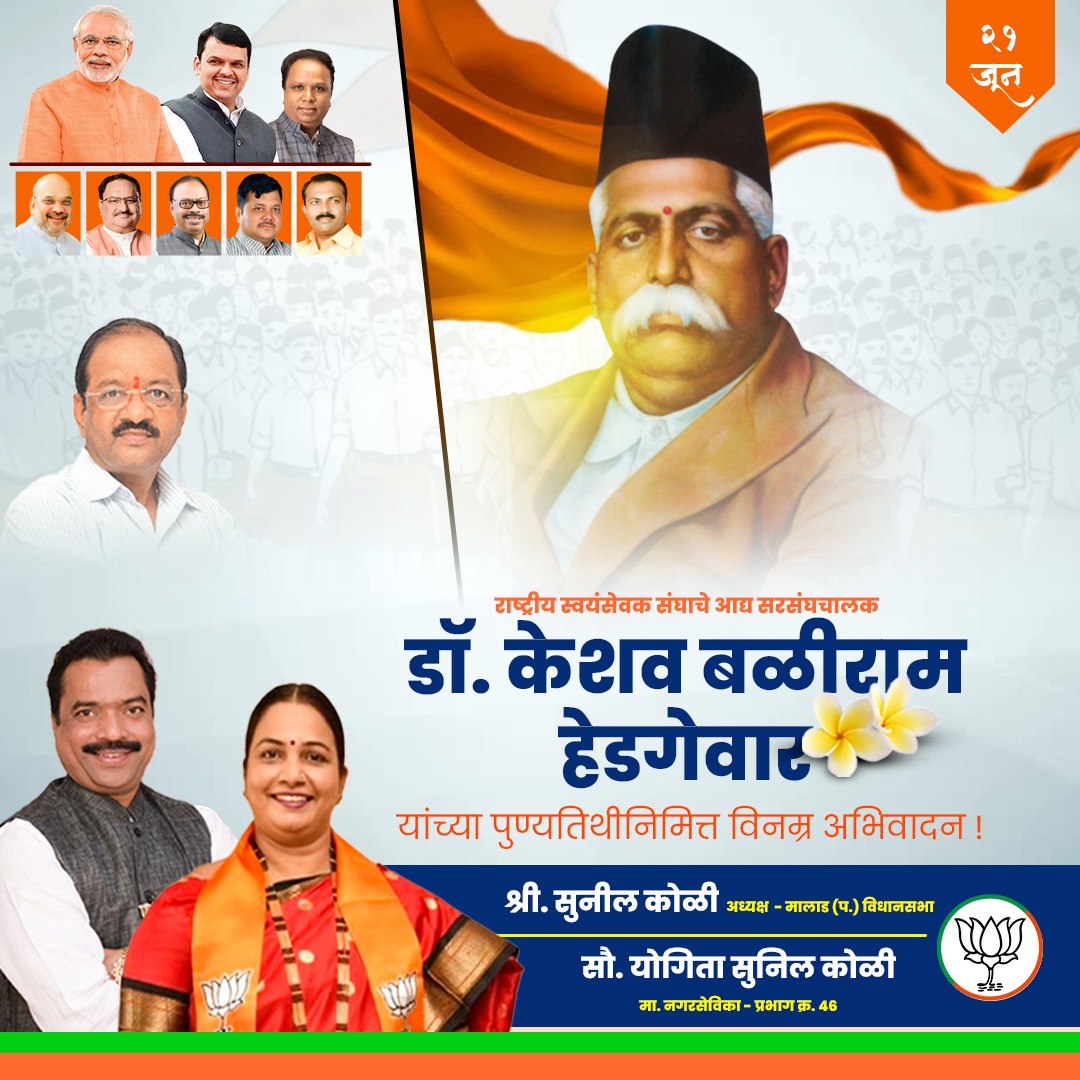 २१
जून
राष्ट्रीय स्वयंसेवक संघाचे आद्य सरसंघचालक
डॉ. केशव बळीराम
हेडगेवार
यांच्या पुण्यतिथीनिमित्त विनम्र अभिवादन !
श्री. सुनील कोळी अध्यक्ष - मालाड (प.) विधानसभा
सौ. योगिता सुनिल कोळी
मा. नगरसेविका - प्रभाग क्र. 46